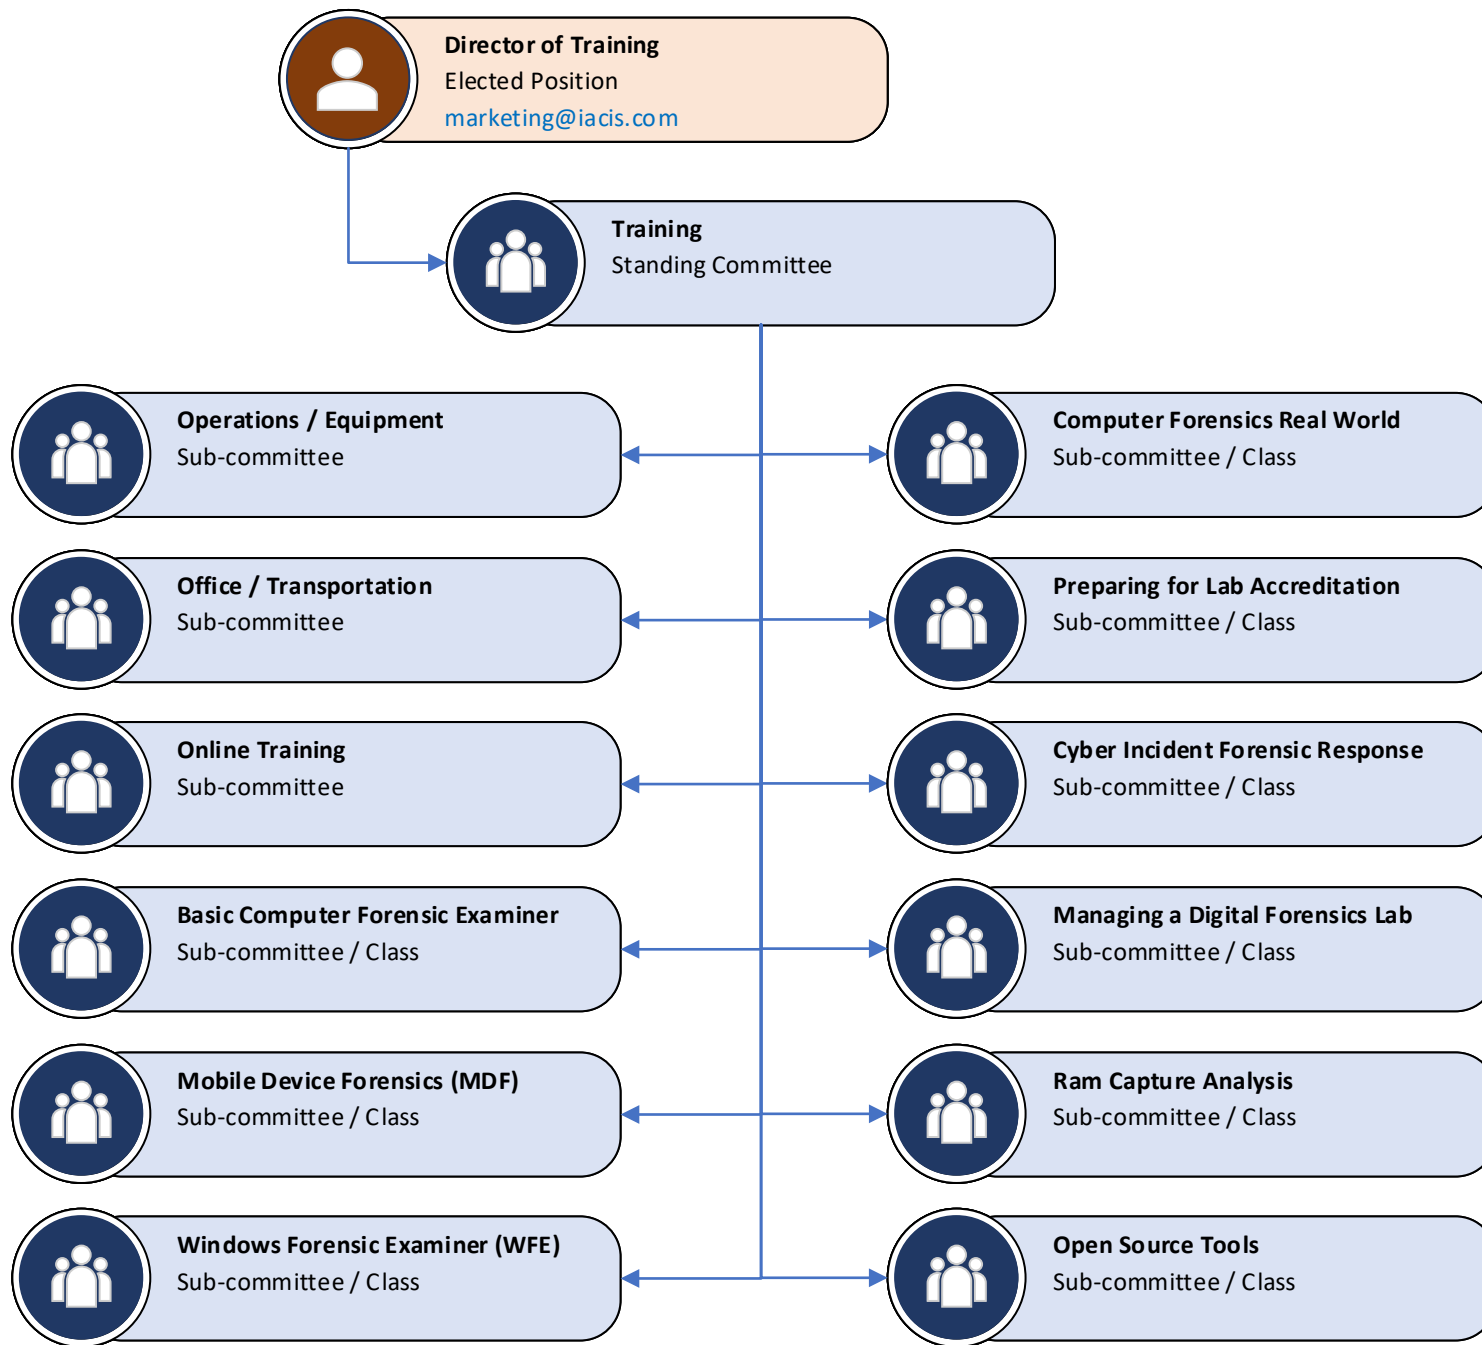 Director of Training
Elected Position
marketing@iacis.com
Training
Standing Committee
Operations / Equipment
Sub-committee
Computer Forensics Real World
Sub-committee / Class
Office / Transportation
Sub-committee
Preparing for Lab Accreditation
Sub-committee / Class
Online Training
Sub-committee
Cyber Incident Forensic Response
Sub-committee / Class
Basic Computer Forensic Examiner
Sub-committee / Class
Managing a Digital Forensics Lab
Sub-committee / Class
Mobile Device Forensics (MDF)
Sub-committee / Class
Ram Capture Analysis
Sub-committee / Class
Windows Forensic Examiner (WFE)
Sub-committee / Class
Open Source Tools
Sub-committee / Class